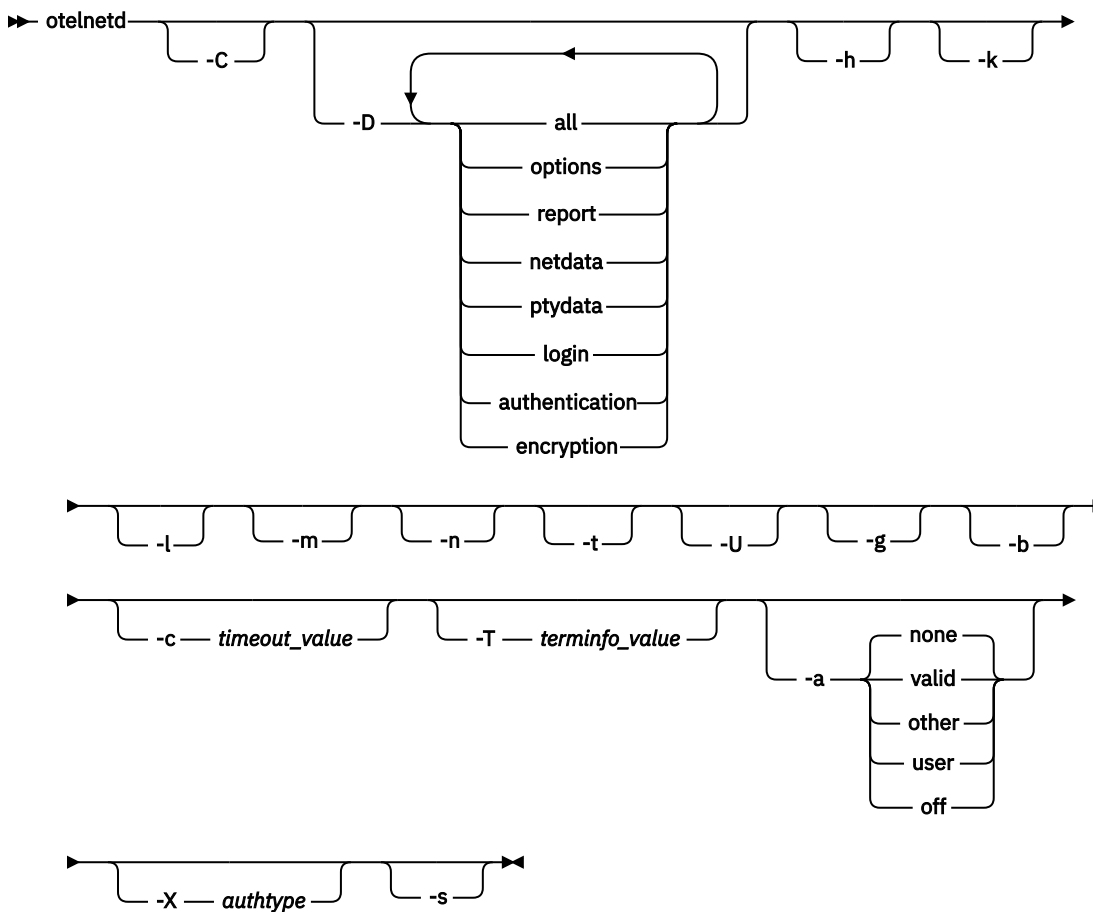 otelnetd
-C
-D
all
options
report
netdata
ptydata
login
authentication
encryption
-h
-k
-l
-m
-n
-t
-U
-g
-b
-c timeout_value
-T terminfo_value
-a
none
valid
other
user
off
-X authtype
-s